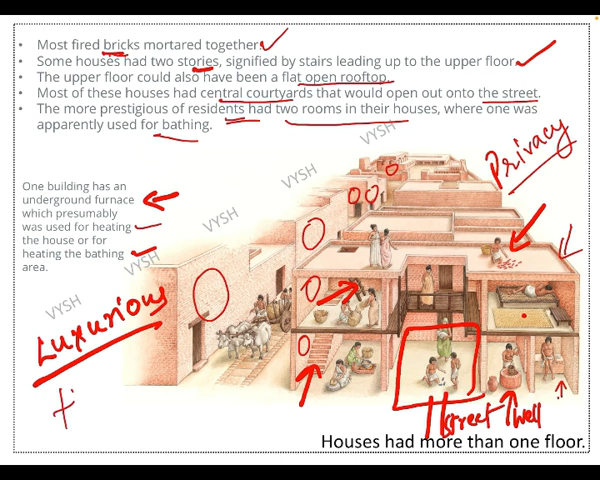 • Most fired bricks mortared together.
• Some houses had two stories, signified by stairs leading up to the upper floor.
• The upper floor could also have been a flat open rooftop.
• Most of these houses had central courtyards that would open out onto the street.
• The more prestigious of residents had two rooms in their houses, where one was
apparently used for bathing.
VYSH
Privacy
VYSH
One building has an
underground furnace
which presumably
was used for heating
the house or for
heating the bathing
area.
VYSH
VYSH
VYSH
Luxurious
street
well
Houses had more than one floor.